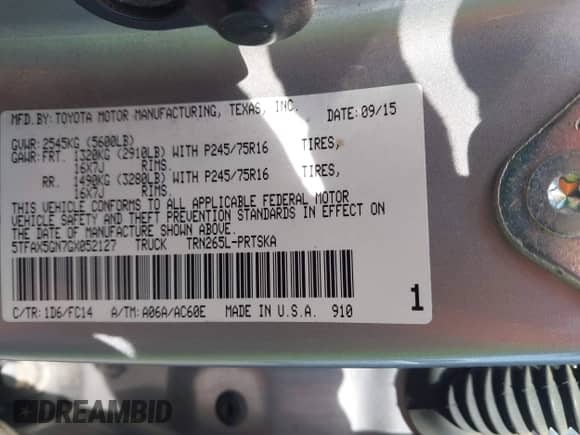 MFD. BY: TOYOTA MOTOR MANUFACTURING, TEXAS, INC. DATE: 09/15
GVWR: 2545KG (5600LB)
GAWR: FRT. 1320KG (2910LB) WITH P245/75R16 TIRES,
16X7J RIMS
RR. 1490KG (3280LB) WITH P245/75R16 TIRES,
16X7J RIMS
THIS VEHICLE CONFORMS TO ALL APPLICABLE FEDERAL MOTOR
VEHICLE SAFETY AND THEFT PREVENTION STANDARDS IN EFFECT ON
THE DATE OF MANUFACTURE SHOWN ABOVE.
5TFAX5GN7GX052127 TRUCK TRN265L-PRTSKA
C/TR: 1D6/FC14 A/TM: A06A/AC60E MADE IN U.S.A. 910 1
DREAMBID